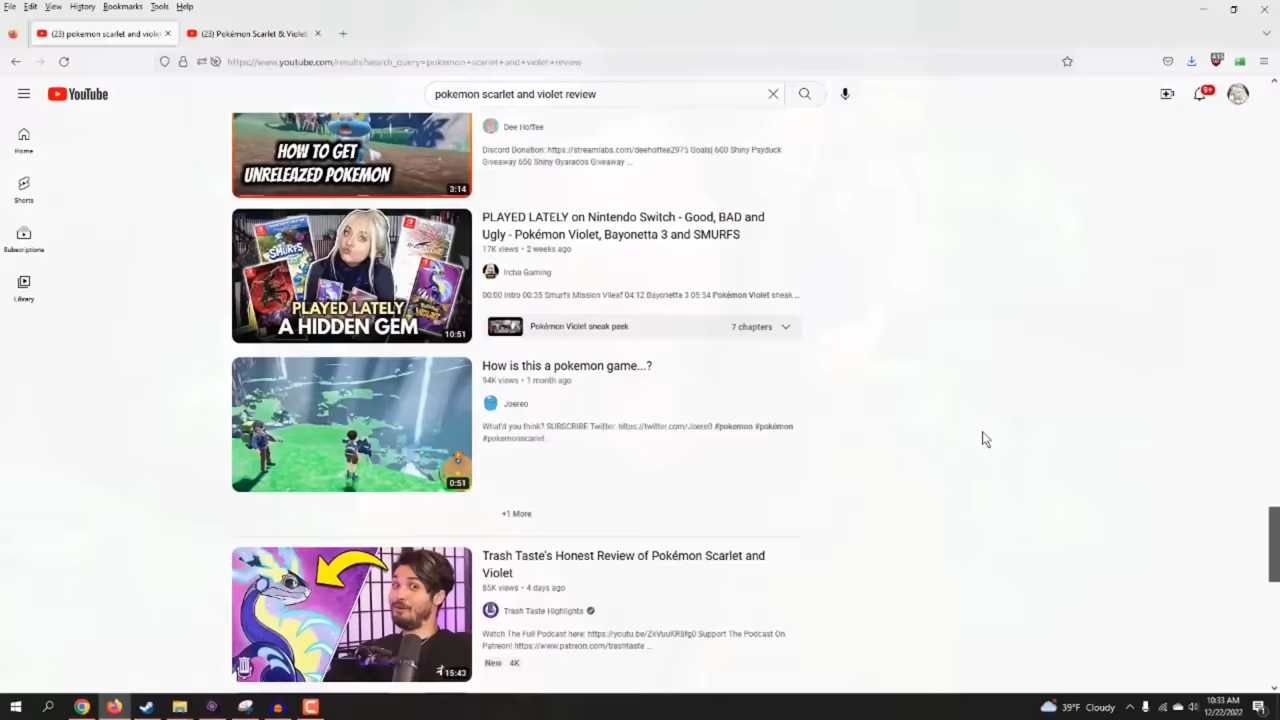 File Edit View History Bookmarks Tools Help
(23) pokemon scarlet and violet
(23) Pokémon Scarlet & Violet
https://www.youtube.com/results?search_query=pokemon+scarlet+and+violet+review
YouTube
pokemon scarlet and violet review
9+
Home
Shorts
Subscriptions
Library
HOW TO GET
UNRELEAZED POKEMON
3:14
Dee Hoffee
Discord Donation: https://streamlabs.com/deehoffee2975 Goals| 600 Shiny Psyduck
Giveaway 650 Shiny Gyarados Giveaway ...
SMURFS
PLAYED LATELY
A HIDDEN GEM
10:51
PLAYED LATELY on Nintendo Switch - Good, BAD and
Ugly - Pokémon Violet, Bayonetta 3 and SMURFS
17K views • 2 weeks ago
Ircha Gaming
00:00 Intro 00:35 Smurfs Mission Vileaf 04:12 Bayonetta 3 05:54 Pokémon Violet sneak ...
Pokémon Violet sneak peek
7 chapters
0:51
How is this a pokemon game...?
94K views • 1 month ago
Joereo
What'd you think? SUBSCRIBE Twitter: https://twitter.com/Joere0 #pokemon #pokémon
#pokemonscarlet...
+1 More
15:43
Trash Taste's Honest Review of Pokémon Scarlet and
Violet
85K views • 4 days ago
Trash Taste Highlights
Watch The Full Podcast here: https://youtu.be/ZkVuuKR8fg0 Support The Podcast On
Patreon! https://www.patreon.com/trashtaste ...
New 4K
39°F Cloudy
10:33 AM
12/22/2022